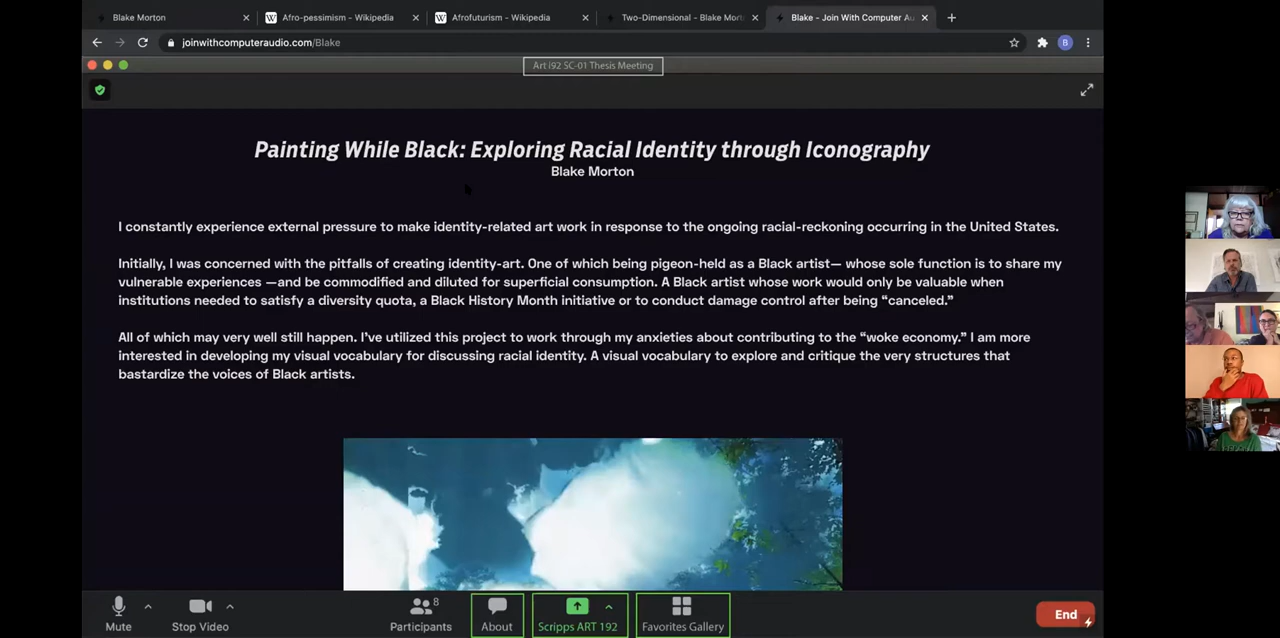 Blake Morton
Afro-pessimism - Wikipedia
Afrofuturism - Wikipedia
Two-Dimensional - Blake Mort
Blake - Join With Computer Au
joinwithcomputeraudio.com/Blake
B
Art i92 SC-01 Thesis Meeting
Painting While Black: Exploring Racial Identity through Iconography
Blake Morton
I constantly experience external pressure to make identity-related art work in response to the ongoing racial-reckoning occurring in the United States.
Initially, I was concerned with the pitfalls of creating identity-art. One of which being pigeon-held as a Black artist— whose sole function is to share my
vulnerable experiences —and be commodified and diluted for superficial consumption. A Black artist whose work would only be valuable when
institutions needed to satisfy a diversity quota, a Black History Month initiative or to conduct damage control after being “canceled.”
All of which may very well still happen. I’ve utilized this project to work through my anxieties about contributing to the “woke economy.” I am more
interested in developing my visual vocabulary for discussing racial identity. A visual vocabulary to explore and critique the very structures that
bastardize the voices of Black artists.
Mute
Stop Video
8
Participants
About
Scripps ART 192
Favorites Gallery
End